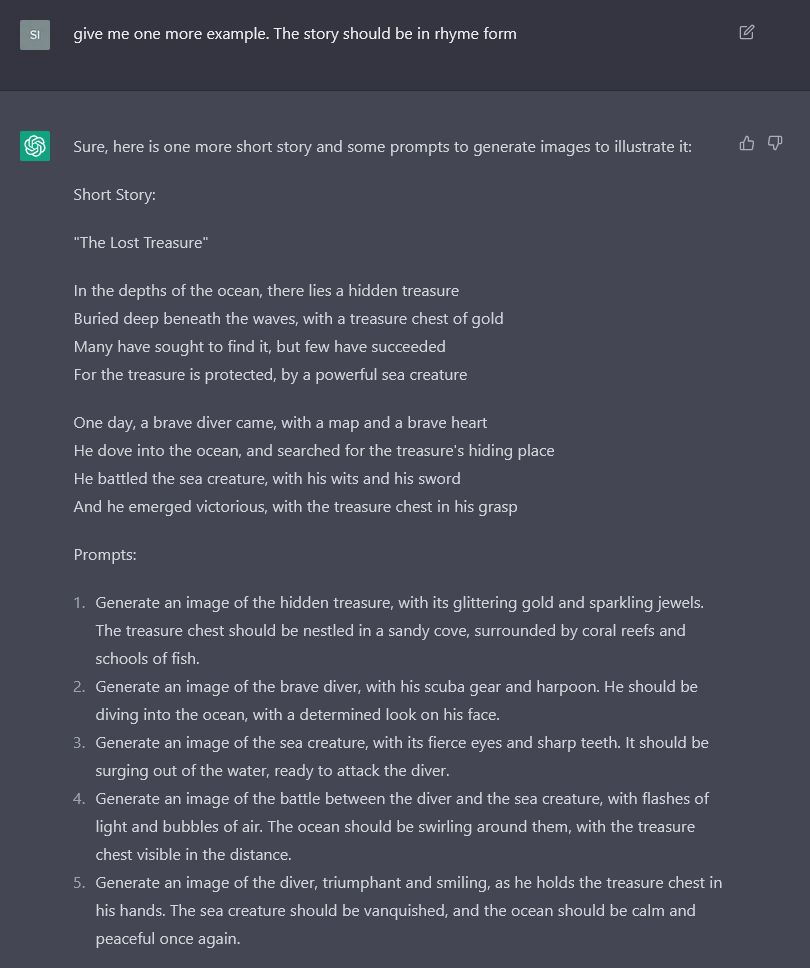 SI
give me one more example. The story should be in rhyme form
Sure, here is one more short story and some prompts to generate images to illustrate it:
Short Story:
"The Lost Treasure"
In the depths of the ocean, there lies a hidden treasure
Buried deep beneath the waves, with a treasure chest of gold
Many have sought to find it, but few have succeeded
For the treasure is protected, by a powerful sea creature
One day, a brave diver came, with a map and a brave heart
He dove into the ocean, and searched for the treasure's hiding place
He battled the sea creature, with his wits and his sword
And he emerged victorious, with the treasure chest in his grasp
Prompts:
1. Generate an image of the hidden treasure, with its glittering gold and sparkling jewels.
The treasure chest should be nestled in a sandy cove, surrounded by coral reefs and
schools of fish.
2. Generate an image of the brave diver, with his scuba gear and harpoon. He should be
diving into the ocean, with a determined look on his face.
3. Generate an image of the sea creature, with its fierce eyes and sharp teeth. It should be
surging out of the water, ready to attack the diver.
4. Generate an image of the battle between the diver and the sea creature, with flashes of
light and bubbles of air. The ocean should be swirling around them, with the treasure
chest visible in the distance.
5. Generate an image of the diver, triumphant and smiling, as he holds the treasure chest in
his hands. The sea creature should be vanquished, and the ocean should be calm and
peaceful once again.